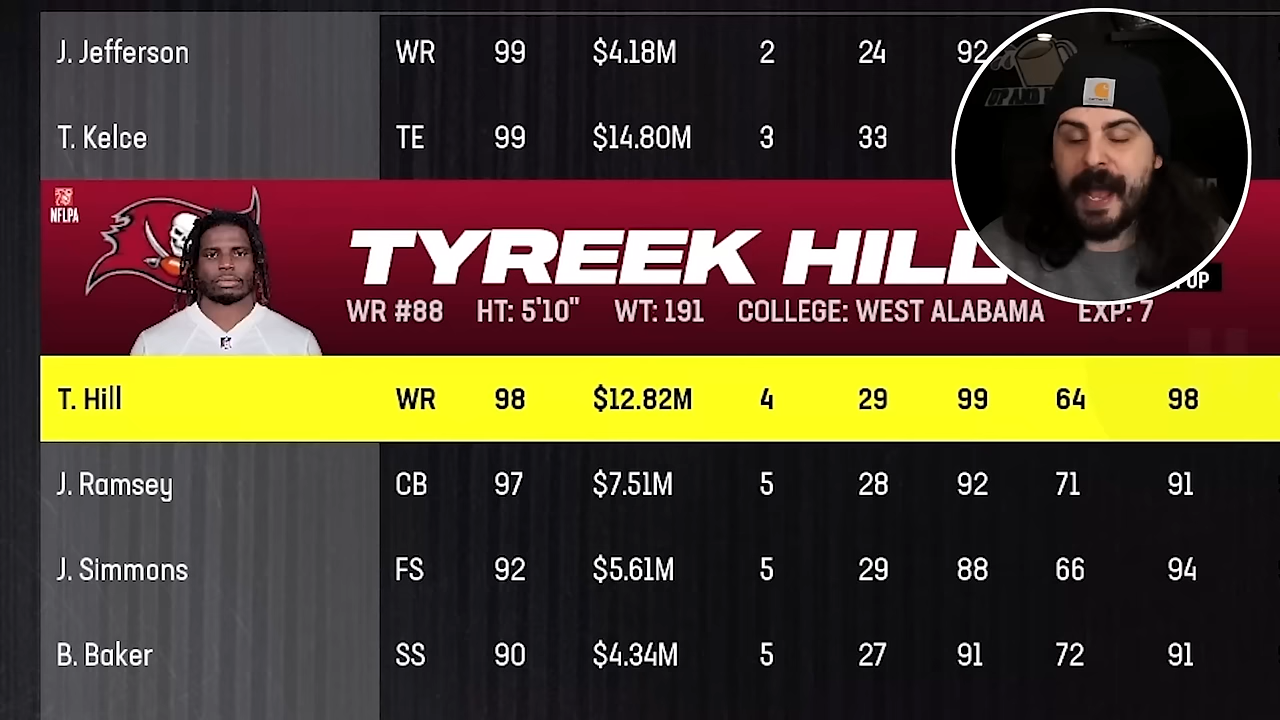 J. Jefferson WR 99 $4.18M 2 24 92
T. Kelce TE 99 $14.80M 3 33
NFLPA
TYREEK HILL
WR #88 HT: 5'10" WT: 191 COLLEGE: WEST ALABAMA EXP: 7
UP
T. Hill WR 98 $12.82M 4 29 99 64 98
J. Ramsey CB 97 $7.51M 5 28 92 71 91
J. Simmons FS 92 $5.61M 5 29 88 66 94
B. Baker SS 90 $4.34M 5 27 91 72 91